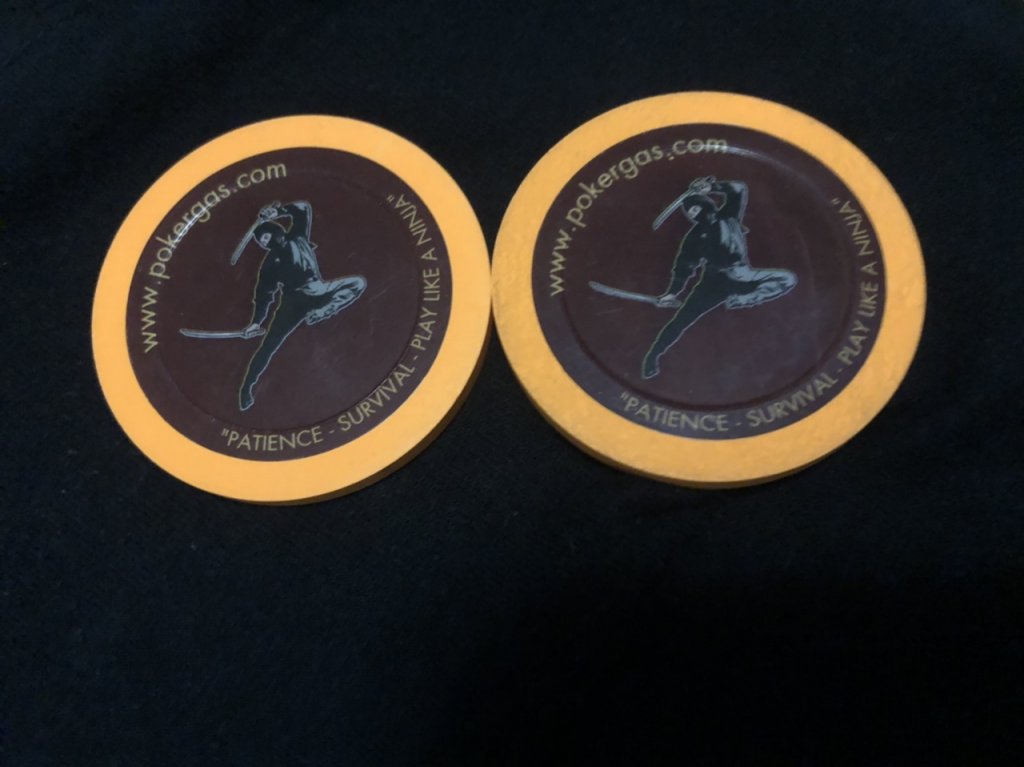 www.pokergas.com
"PATIENCE - SURVIVAL - PLAY LIKE A NINJA"
www.pokergas.com
"PATIENCE - SURVIVAL - PLAY LIKE A NINJA"